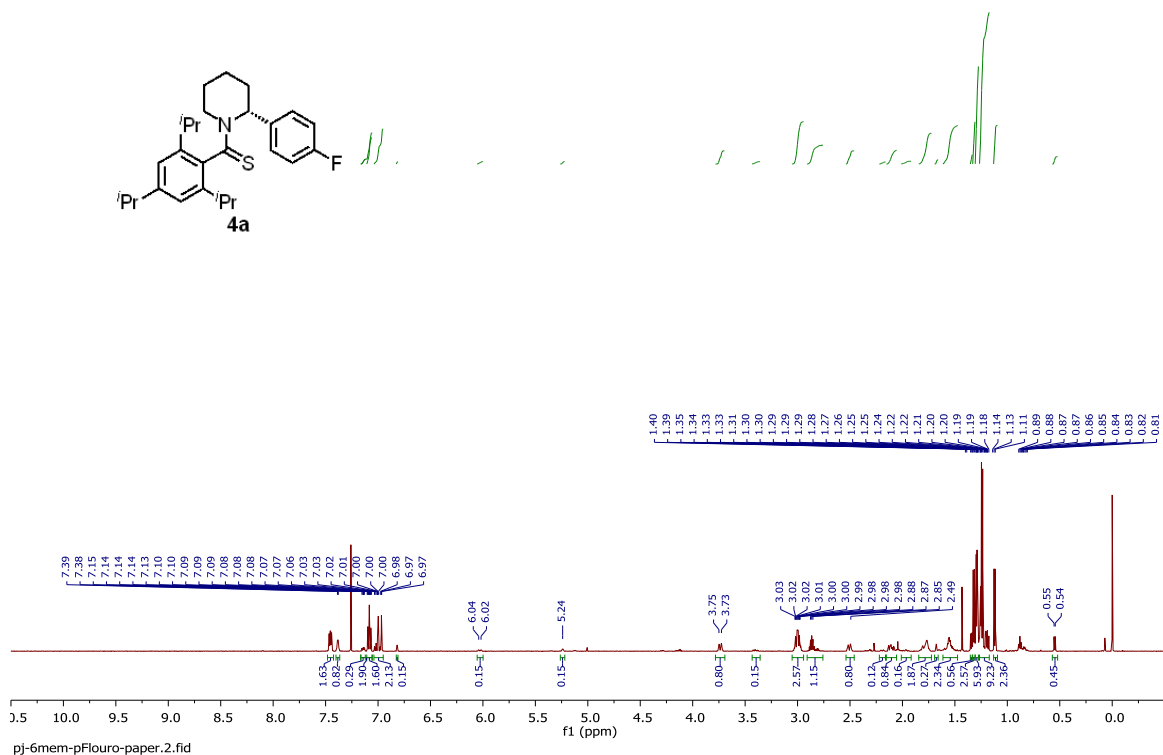 iPr
N
S
F
iPr
iPr
4a
1.40 1.39 1.35 1.34 1.33 1.33 1.31 1.30 1.30 1.29 1.29 1.29 1.28 1.27 1.26 1.25 1.25 1.24 1.22 1.22 1.21 1.20 1.20 1.19 1.19 1.18 1.14 1.13 1.11 0.89 0.88 0.87 0.87 0.86 0.85 0.84 0.83 0.82 0.81
7.39 7.38 7.15 7.14 7.14 7.14 7.13 7.10 7.10 7.09 7.09 7.09 7.08 7.08 7.08 7.07 7.07 7.06 7.03 7.03 7.02 7.01 7.00 7.00 7.00 6.98 6.97 6.97
6.04 6.02
5.24
3.75 3.73
3.03 3.02 3.02 3.01 3.00 3.00 2.99 2.98 2.98 2.98 2.88 2.87 2.85 2.49
0.55 0.54
1.63 0.82 0.29 1.90 1.60 2.13 0.15 0.15 0.15 0.80 0.15 2.57 1.15 0.80 0.12 0.84 0.16 1.87 0.27 2.34 0.56 2.57 5.93 9.23 2.36 0.45
0.5 10.0 9.5 9.0 8.5 8.0 7.5 7.0 6.5 6.0 5.5 5.0 4.5 4.0 3.5 3.0 2.5 2.0 1.5 1.0 0.5 0.0
f1 (ppm)
pj-6mem-pFlouro-paper.2.fid